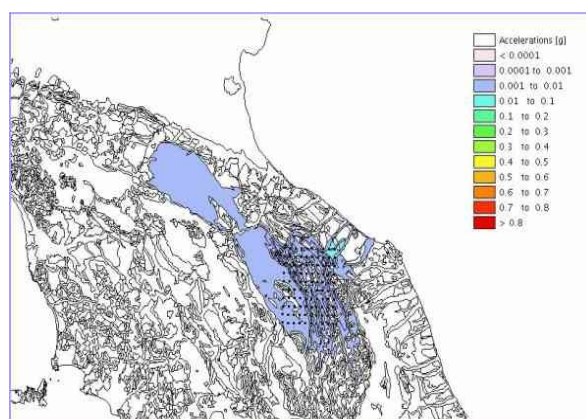 Accelerations [g]
< 0.0001
0.0001 to 0.001
0.001 to 0.01
0.01 to 0.1
0.1 to 0.2
0.2 to 0.3
0.3 to 0.4
0.4 to 0.5
0.5 to 0.6
0.6 to 0.7
0.7 to 0.8
> 0.8